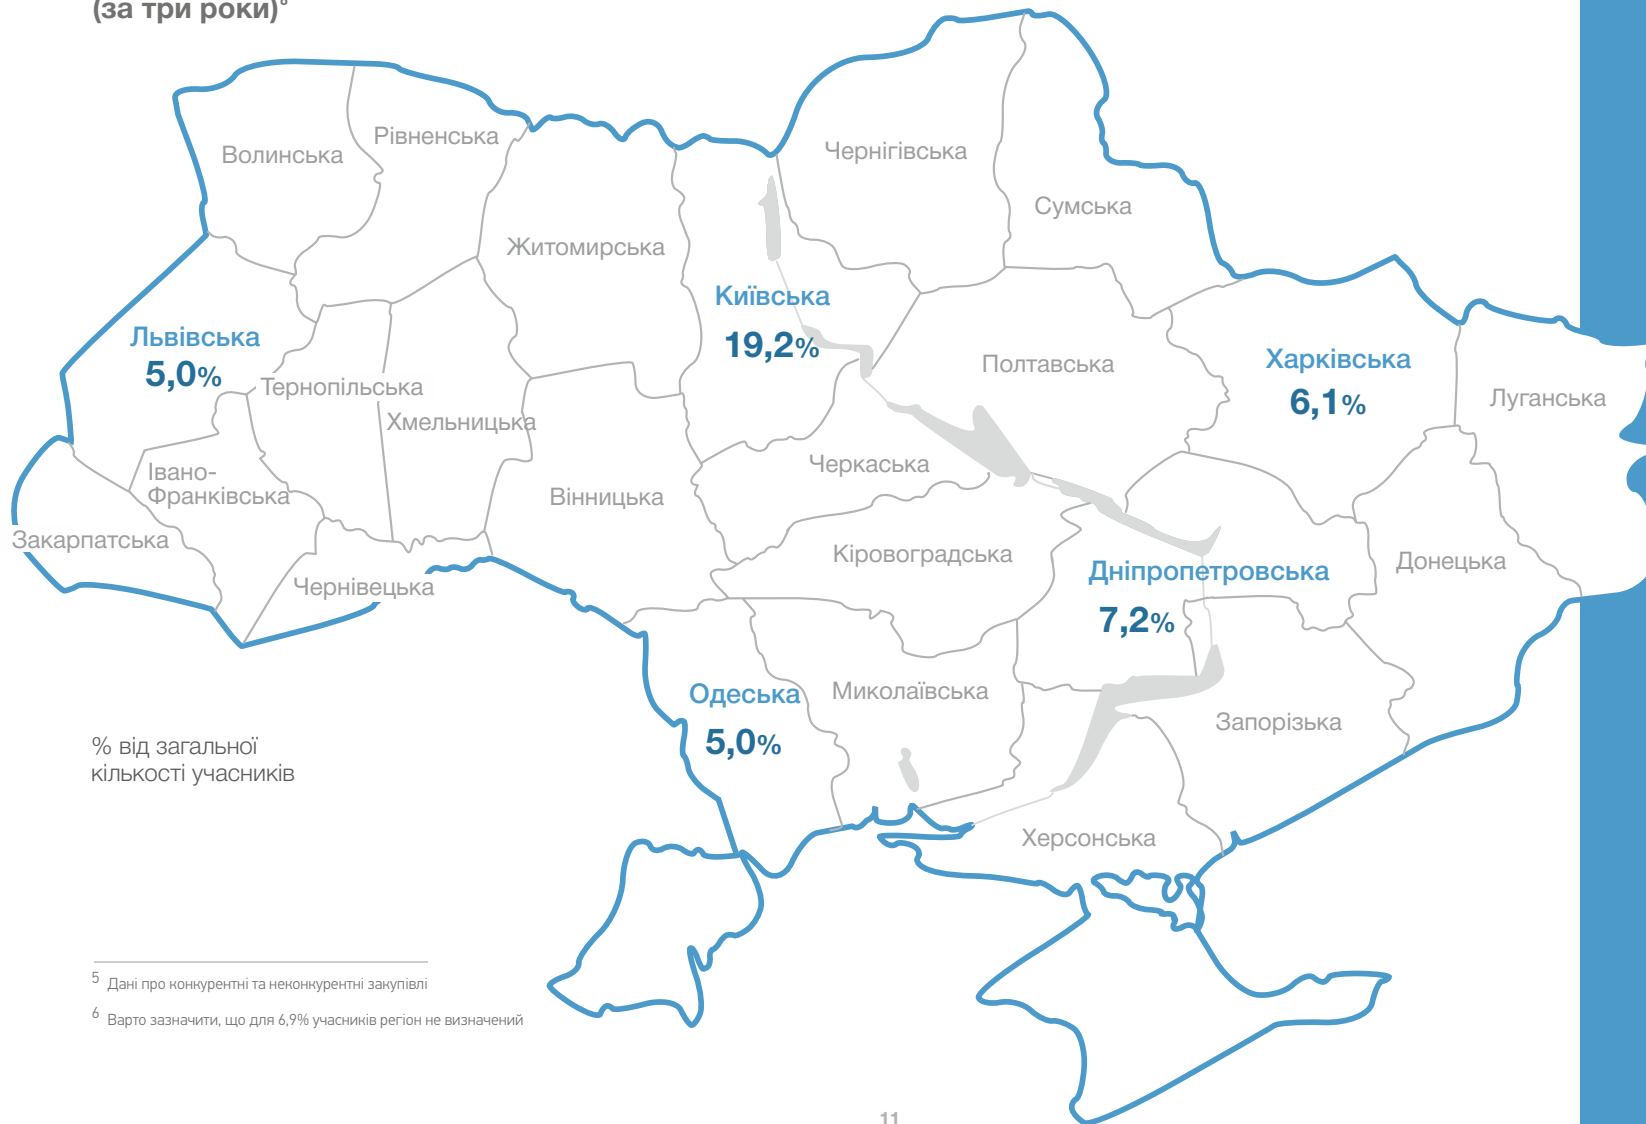 (за три роки)⁶
Рівненська
Волинська
Чернігівська
Сумська
Житомирська
Київська
19,2%
Львівська
5,0%
Полтавська
Харківська
6,1%
Тернопільська
Луганська
Хмельницька
Івано-
Франківська
Черкаська
Вінницька
Закарпатська
Кіровоградська
Донецька
Дніпропетровська
7,2%
Чернівецька
Одеська
5,0%
Миколаївська
Запорізька
% від загальної
кількості учасників
Херсонська
5 Дані про конкурентні та неконкурентні закупівлі
6 Варто зазначити, що для 6,9% учасників регіон не визначений
11